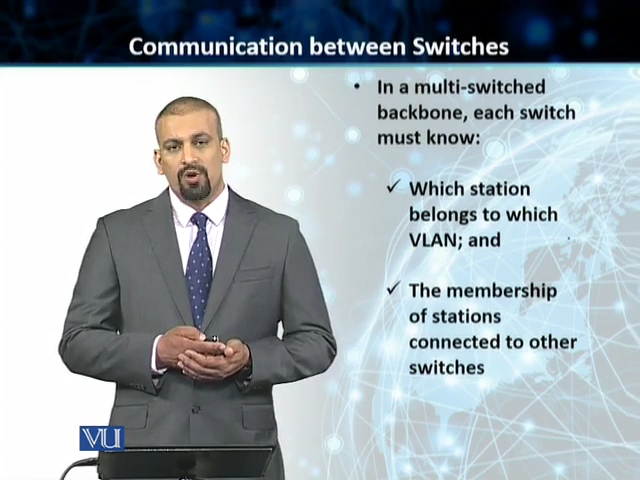 Communication between Switches
• In a multi-switched
backbone, each switch
must know:
✓ Which station
belongs to which
VLAN; and
✓ The membership
of stations
connected to other
switches
VU